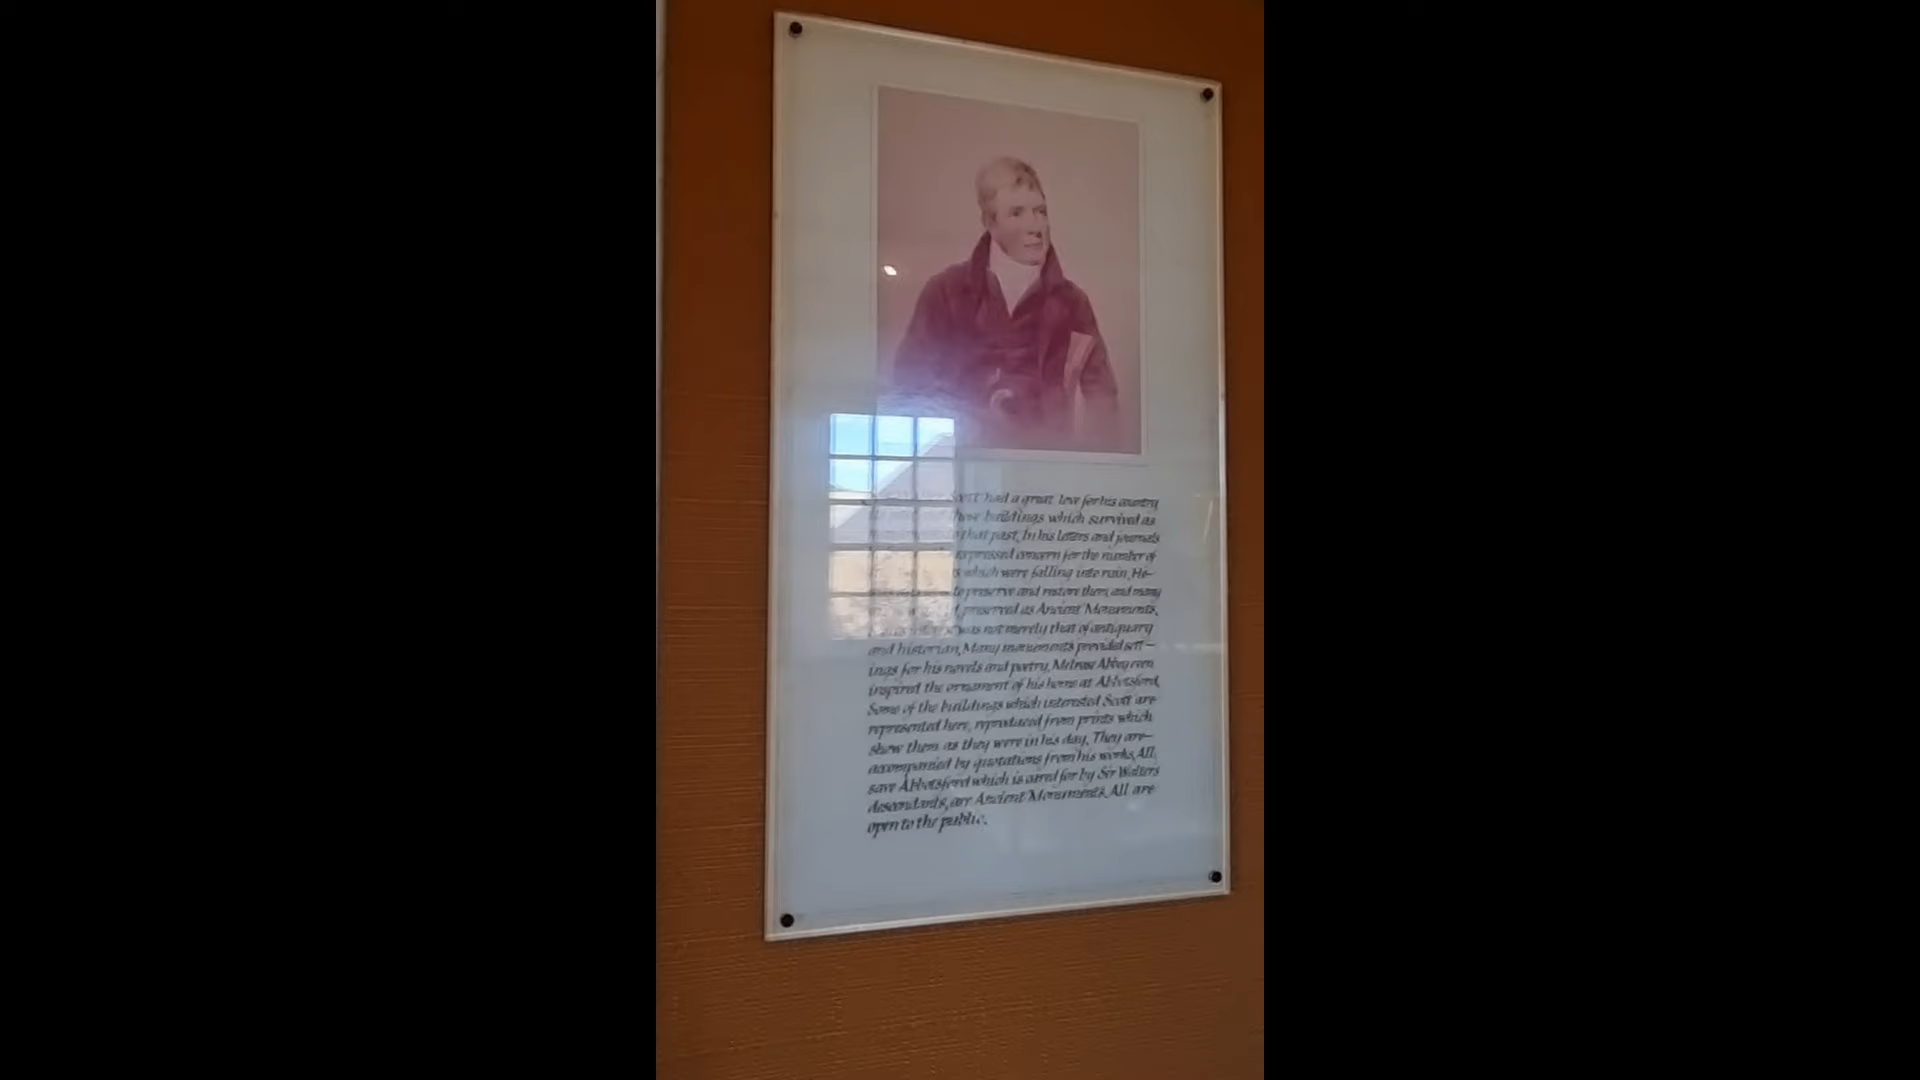 Scott had a great love for his country
those buildings which survived as
that past. In his letters and journals
expressed concern for the number of
which were falling into ruin. He
to preserve and restore them, and many
preserved as Ancient Monuments.
was not merely that of antiquary
and historian. Many monuments provided sett-
ings for his novels and poetry. Melrose Abbey even
inspired the ornament of his home at Abbotsford.
Some of the buildings which interested Scott are
represented here, reproduced from prints which
show them as they were in his day. They are
accompanied by quotations from his works. All,
save Abbotsford which is cared for by Sir Walters
descendants, are Ancient Monuments. All are
open to the public.